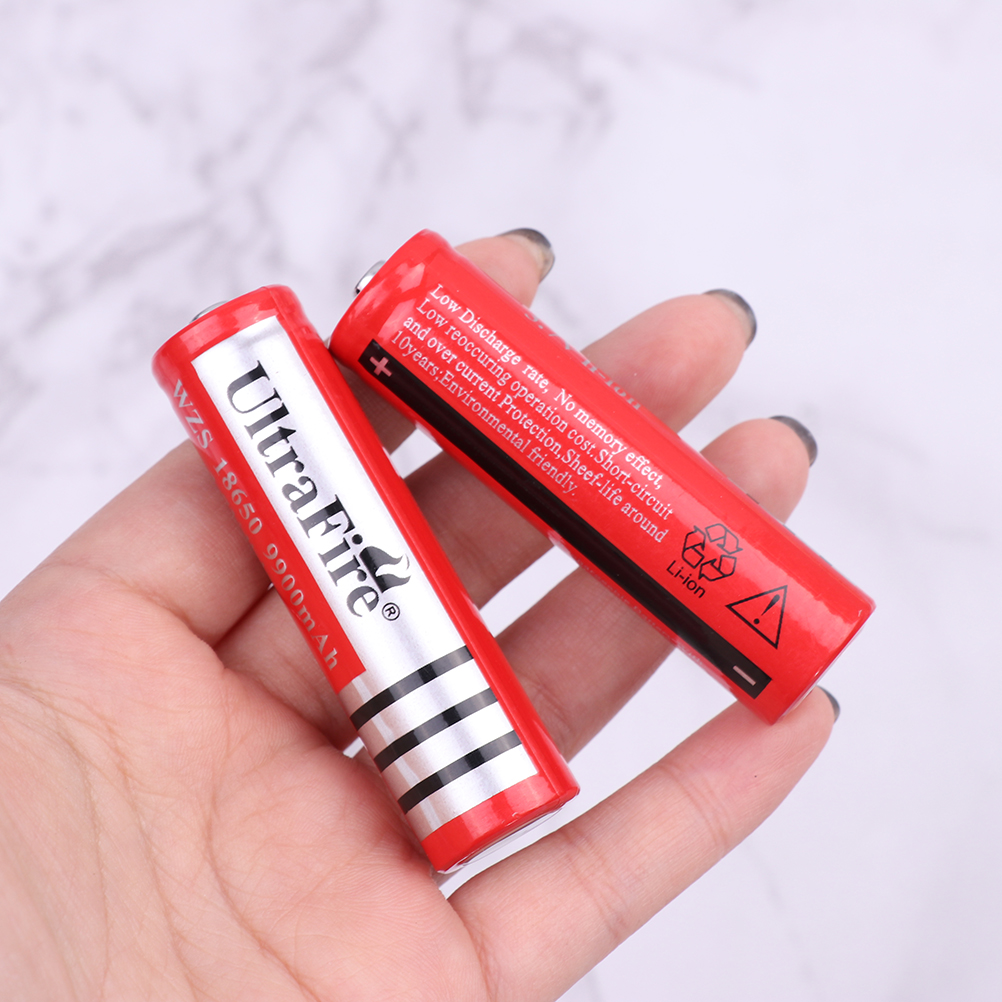 UltraFire®
WZS 18650 9900mAh
Low Discharge rate, No memory effect,
Low reoccuring operation cost.Short-circuit
and over current Protection,Sheef-life around
10years;Environmental friendly.
+
Li-ion
−